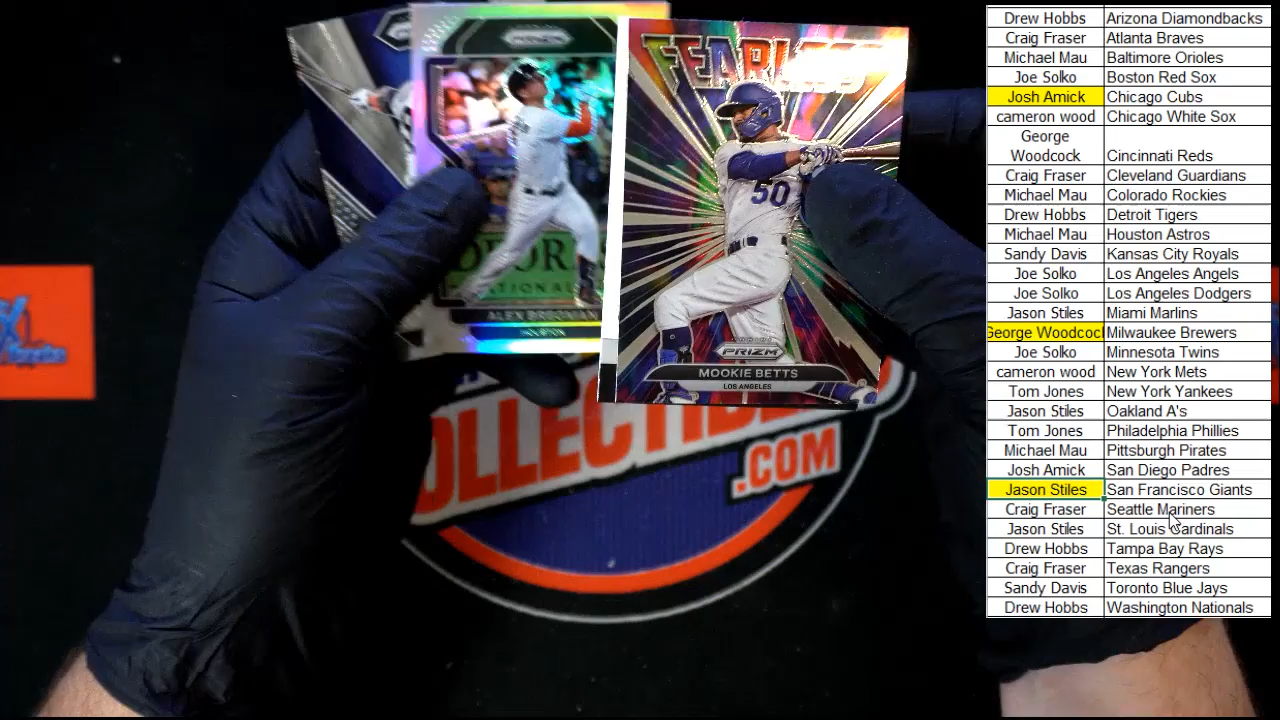 FEARLESS
50
PRIZM
MOOKIE BETTS
LOS ANGELES
ALEX BREGMAN
HOUSTON
COLLECTIBLES
.COM
Drew Hobbs Arizona Diamondbacks
Craig Fraser Atlanta Braves
Michael Mau Baltimore Orioles
Joe Solko Boston Red Sox
Josh Amick Chicago Cubs
cameron wood Chicago White Sox
George
Woodcock Cincinnati Reds
Craig Fraser Cleveland Guardians
Michael Mau Colorado Rockies
Drew Hobbs Detroit Tigers
Michael Mau Houston Astros
Sandy Davis Kansas City Royals
Joe Solko Los Angeles Angels
Joe Solko Los Angeles Dodgers
Jason Stiles Miami Marlins
George Woodcock Milwaukee Brewers
Joe Solko Minnesota Twins
cameron wood New York Mets
Tom Jones New York Yankees
Jason Stiles Oakland A's
Tom Jones Philadelphia Phillies
Michael Mau Pittsburgh Pirates
Josh Amick San Diego Padres
Jason Stiles San Francisco Giants
Craig Fraser Seattle Mariners
Jason Stiles St. Louis Cardinals
Drew Hobbs Tampa Bay Rays
Craig Fraser Texas Rangers
Sandy Davis Toronto Blue Jays
Drew Hobbs Washington Nationals